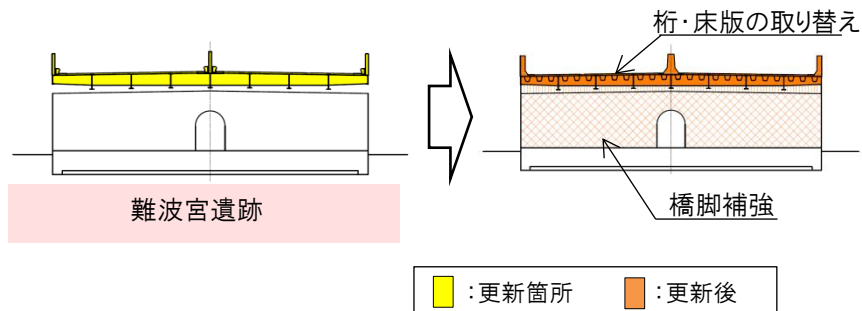 桁・床版の取り替え
難波宮遺跡
橋脚補強
:更新箇所
:更新後